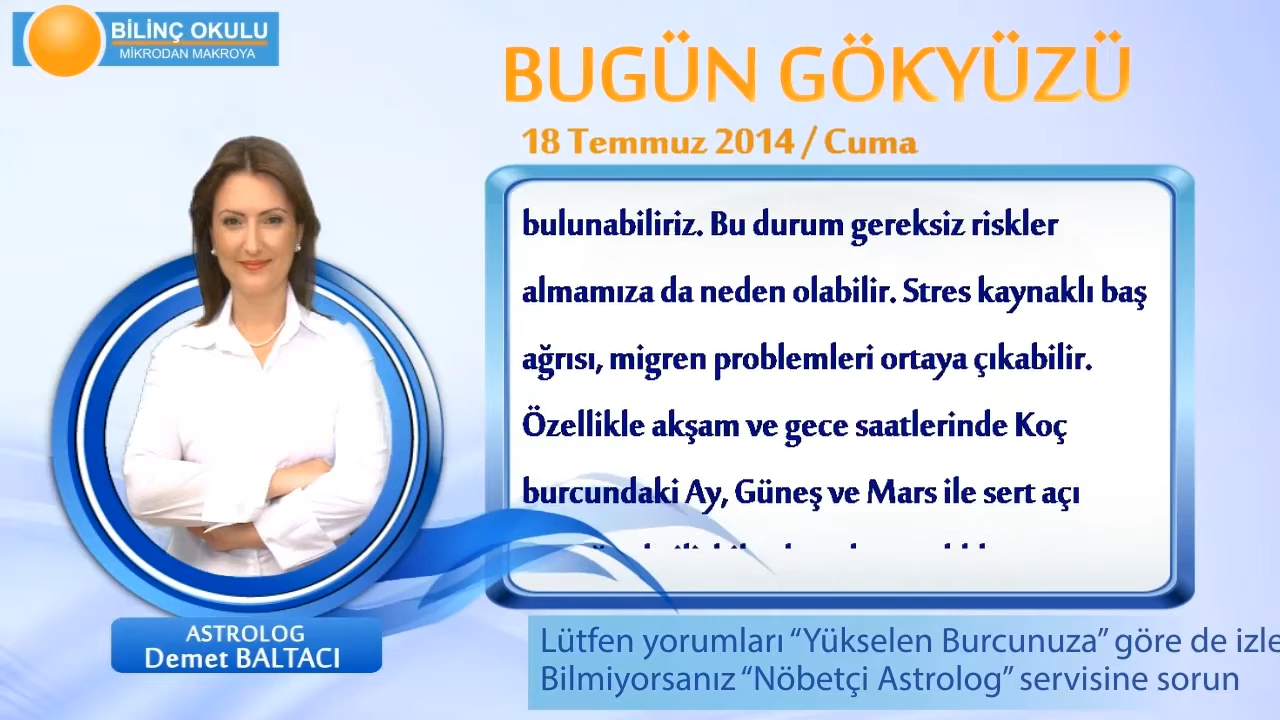 BİLİNÇ OKULU
MİKRODAN MAKROYA
BUGÜN GÖKYÜZÜ
18 Temmuz 2014 / Cuma
bulunabiliriz. Bu durum gereksiz riskler
almamıza da neden olabilir. Stres kaynaklı baş
ağrısı, migren problemleri ortaya çıkabilir.
Özellikle akşam ve gece saatlerinde Koç
burcundaki Ay, Güneş ve Mars ile sert açı
ASTROLOG
Demet BALTACI
Lütfen yorumları “Yükselen Burcunuza” göre de izle
Bilmiyorsanız “Nöbetçi Astrolog” servisine sorun